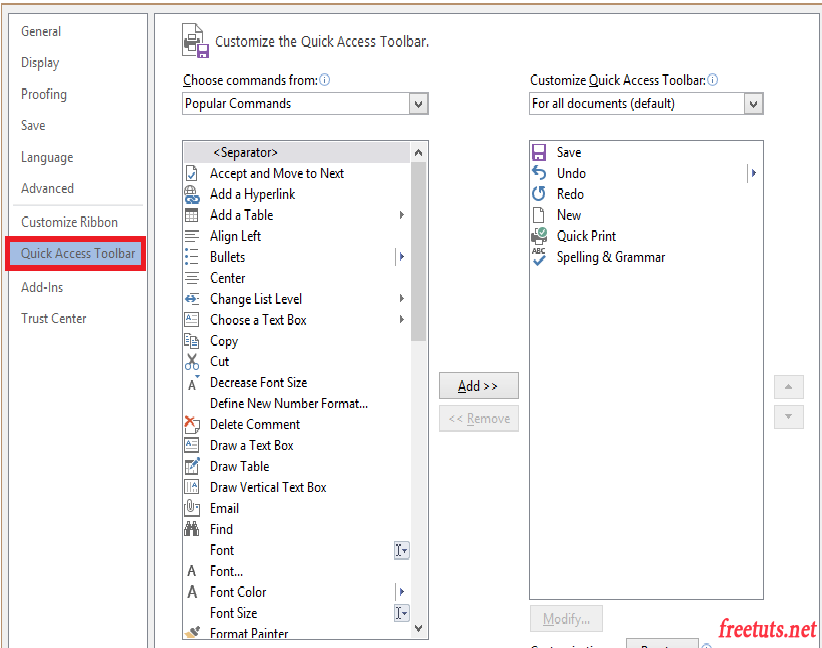 General
Display
Proofing
Save
Language
Advanced
Customize Ribbon
Quick Access Toolbar
Add-Ins
Trust Center
Customize the Quick Access Toolbar.
Choose commands from:
Popular Commands
<Separator>
Accept and Move to Next
Add a Hyperlink
Add a Table
Align Left
Bullets
Center
Change List Level
Choose a Text Box
Copy
Cut
Decrease Font Size
Define New Number Format...
Delete Comment
Draw a Text Box
Draw Table
Draw Vertical Text Box
Email
Find
Font
Font...
Font Color
Font Size
Format Painter
Add >>
<< Remove
Customize Quick Access Toolbar:
For all documents (default)
Save
Undo
Redo
New
Quick Print
Spelling & Grammar
Modify...
freetuts.net